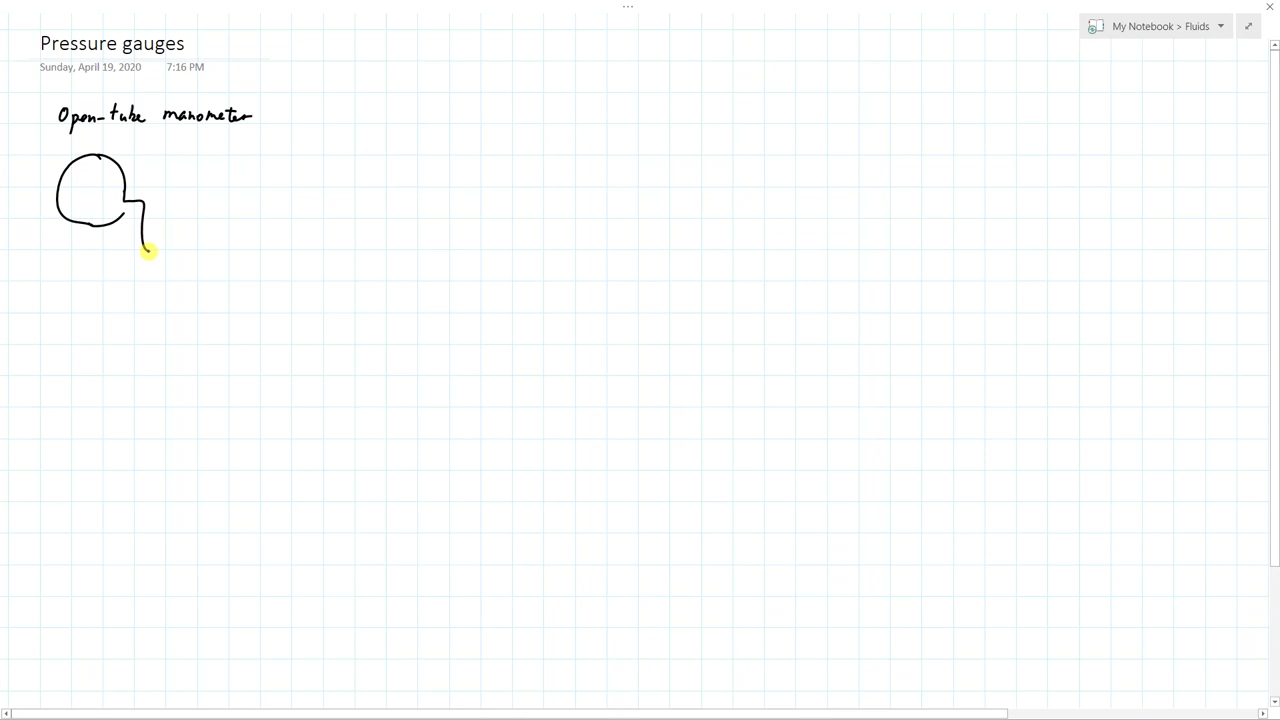 My Notebook > Fluids
Pressure gauges
Sunday, April 19, 2020 7:16 PM
Open-tube manometer